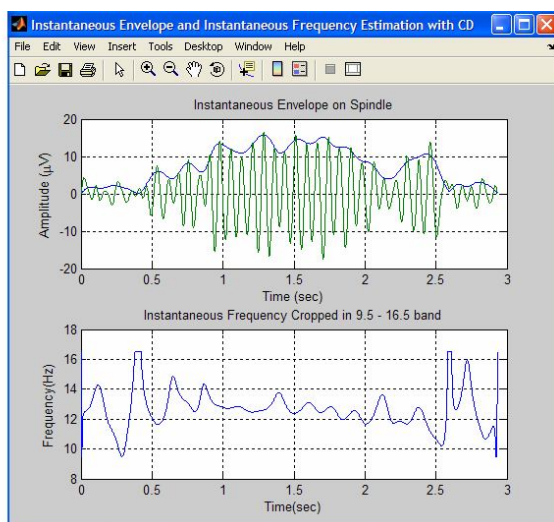 Instantaneous Envelope and Instantaneous Frequency Estimation with CD
File Edit View Insert Tools Desktop Window Help
Instantaneous Envelope on Spindle
Amplitude (μV)
20
10
0
-10
-20
0 0.5 1 1.5 2 2.5 3
Time (sec)
Instantaneous Frequency Cropped in 9.5 - 16.5 band
Frequency(Hz)
18
16
14
12
10
8
0 0.5 1 1.5 2 2.5 3
Time(sec)